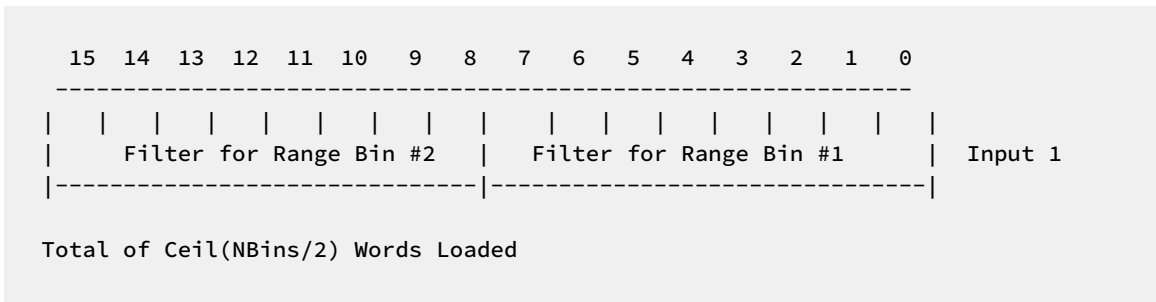 15 14 13 12 11 10 9 8 7 6 5 4 3 2 1 0
---------------------------------------------------------------
| | | | | | | | | | | | | | | | |
| Filter for Range Bin #2 | Filter for Range Bin #1 | Input 1
|-------------------------------|--------------------------------|
Total of Ceil(NBins/2) Words Loaded